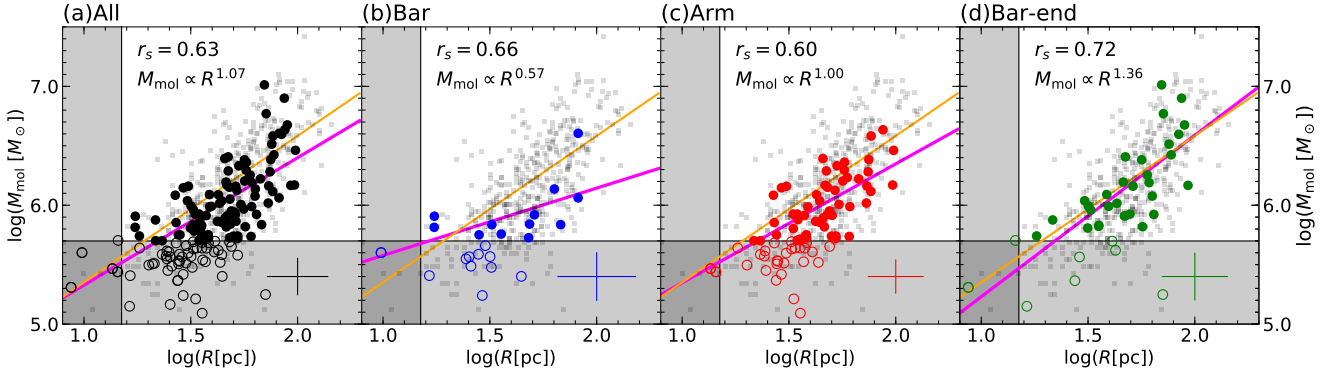 (a)All
(b)Bar
(c)Arm
(d)Bar-end
r_s = 0.63
M_mol ∝ R^1.07
r_s = 0.66
M_mol ∝ R^0.57
r_s = 0.60
M_mol ∝ R^1.00
r_s = 0.72
M_mol ∝ R^1.36
7.0
6.0
5.0
log(M_mol [M_⊙])
7.0
6.0
5.0
log(M_mol [M_⊙])
1.0 1.5 2.0
1.0 1.5 2.0
1.0 1.5 2.0
1.0 1.5 2.0
log(R[pc])
log(R[pc])
log(R[pc])
log(R[pc])